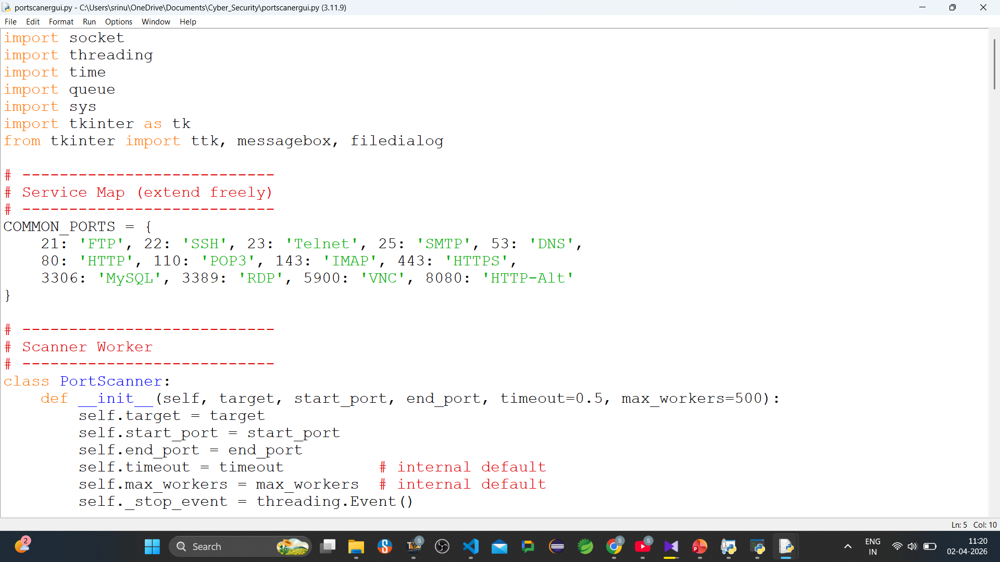 portscanergui.py - C:\Users\srinu\OneDrive\Documents\Cyber_Security\portscanergui.py (3.11.9)
File Edit Format Run Options Window Help
import socket
import threading
import time
import queue
import sys
import tkinter as tk
from tkinter import ttk, messagebox, filedialog
# ---------------------------
# Service Map (extend freely)
# ---------------------------
COMMON_PORTS = {
    21: 'FTP', 22: 'SSH', 23: 'Telnet', 25: 'SMTP', 53: 'DNS',
    80: 'HTTP', 110: 'POP3', 143: 'IMAP', 443: 'HTTPS',
    3306: 'MySQL', 3389: 'RDP', 5900: 'VNC', 8080: 'HTTP-Alt'
}
# ---------------------------
# Scanner Worker
# ---------------------------
class PortScanner:
    def __init__(self, target, start_port, end_port, timeout=0.5, max_workers=500):
        self.target = target
        self.start_port = start_port
        self.end_port = end_port
        self.timeout = timeout          # internal default
        self.max_workers = max_workers  # internal default
        self._stop_event = threading.Event()
Ln: 5 Col: 10
2
Search
S
S
S
ENG
IN
11:20
02-04-2026